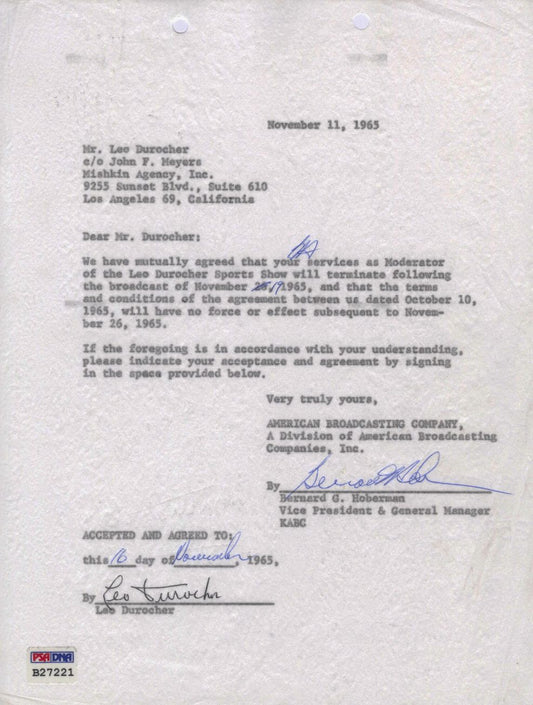 November 11, 1965
Mr. Leo Durocher
c/o John F. Meyers
Mishkin Agency, Inc.
9255 Sunset Blvd., Suite 610
Los Angeles 69, California
Dear Mr. Durocher:
We have mutually agreed that your services as Moderator
of the Leo Durocher Sports Show will terminate following
the broadcast of November 19, 1965, and that the terms
and conditions of the agreement between us dated October 10,
1965, will have no force or effect subsequent to Novem-
ber 26, 1965.
If the foregoing is in accordance with your understanding,
please indicate your acceptance and agreement by signing
in the space provided below.
Very truly yours,
AMERICAN BROADCASTING COMPANY,
A Division of American Broadcasting
Companies, Inc.
By
Bernard G. Hoberman
Vice President & General Manager
KABC
ACCEPTED AND AGREED TO:
this 16 day of November, 1965,
By Leo Durocher
Leo Durocher
PSA DNA
B27221